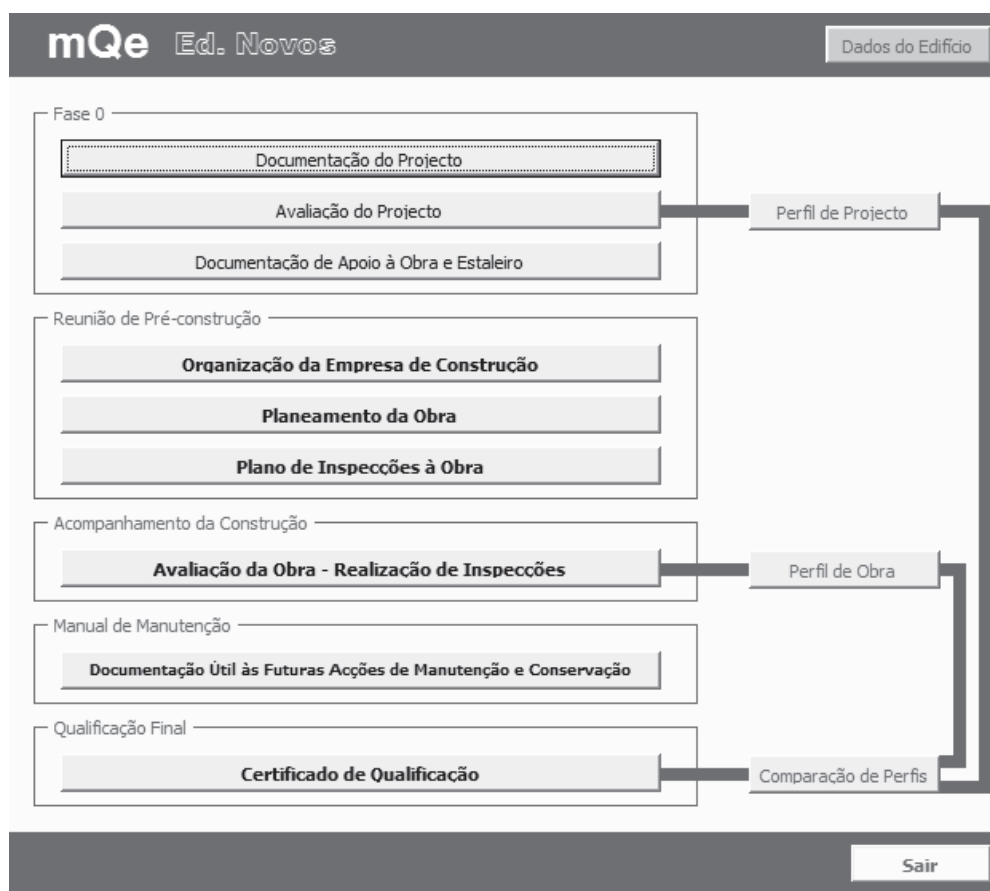 mQe Ed. Novos
Dados do Edifício
Fase 0
Documentação do Projecto
Avaliação do Projecto
Perfil de Projecto
Documentação de Apoio à Obra e Estaleiro
Reunião de Pré-construção
Organização da Empresa de Construção
Planeamento da Obra
Plano de Inspecções à Obra
Acompanhamento da Construção
Avaliação da Obra - Realização de Inspecções
Perfil de Obra
Manual de Manutenção
Documentação Útil às Futuras Acções de Manutenção e Conservação
Qualificação Final
Certificado de Qualificação
Comparação de Perfis
Sair